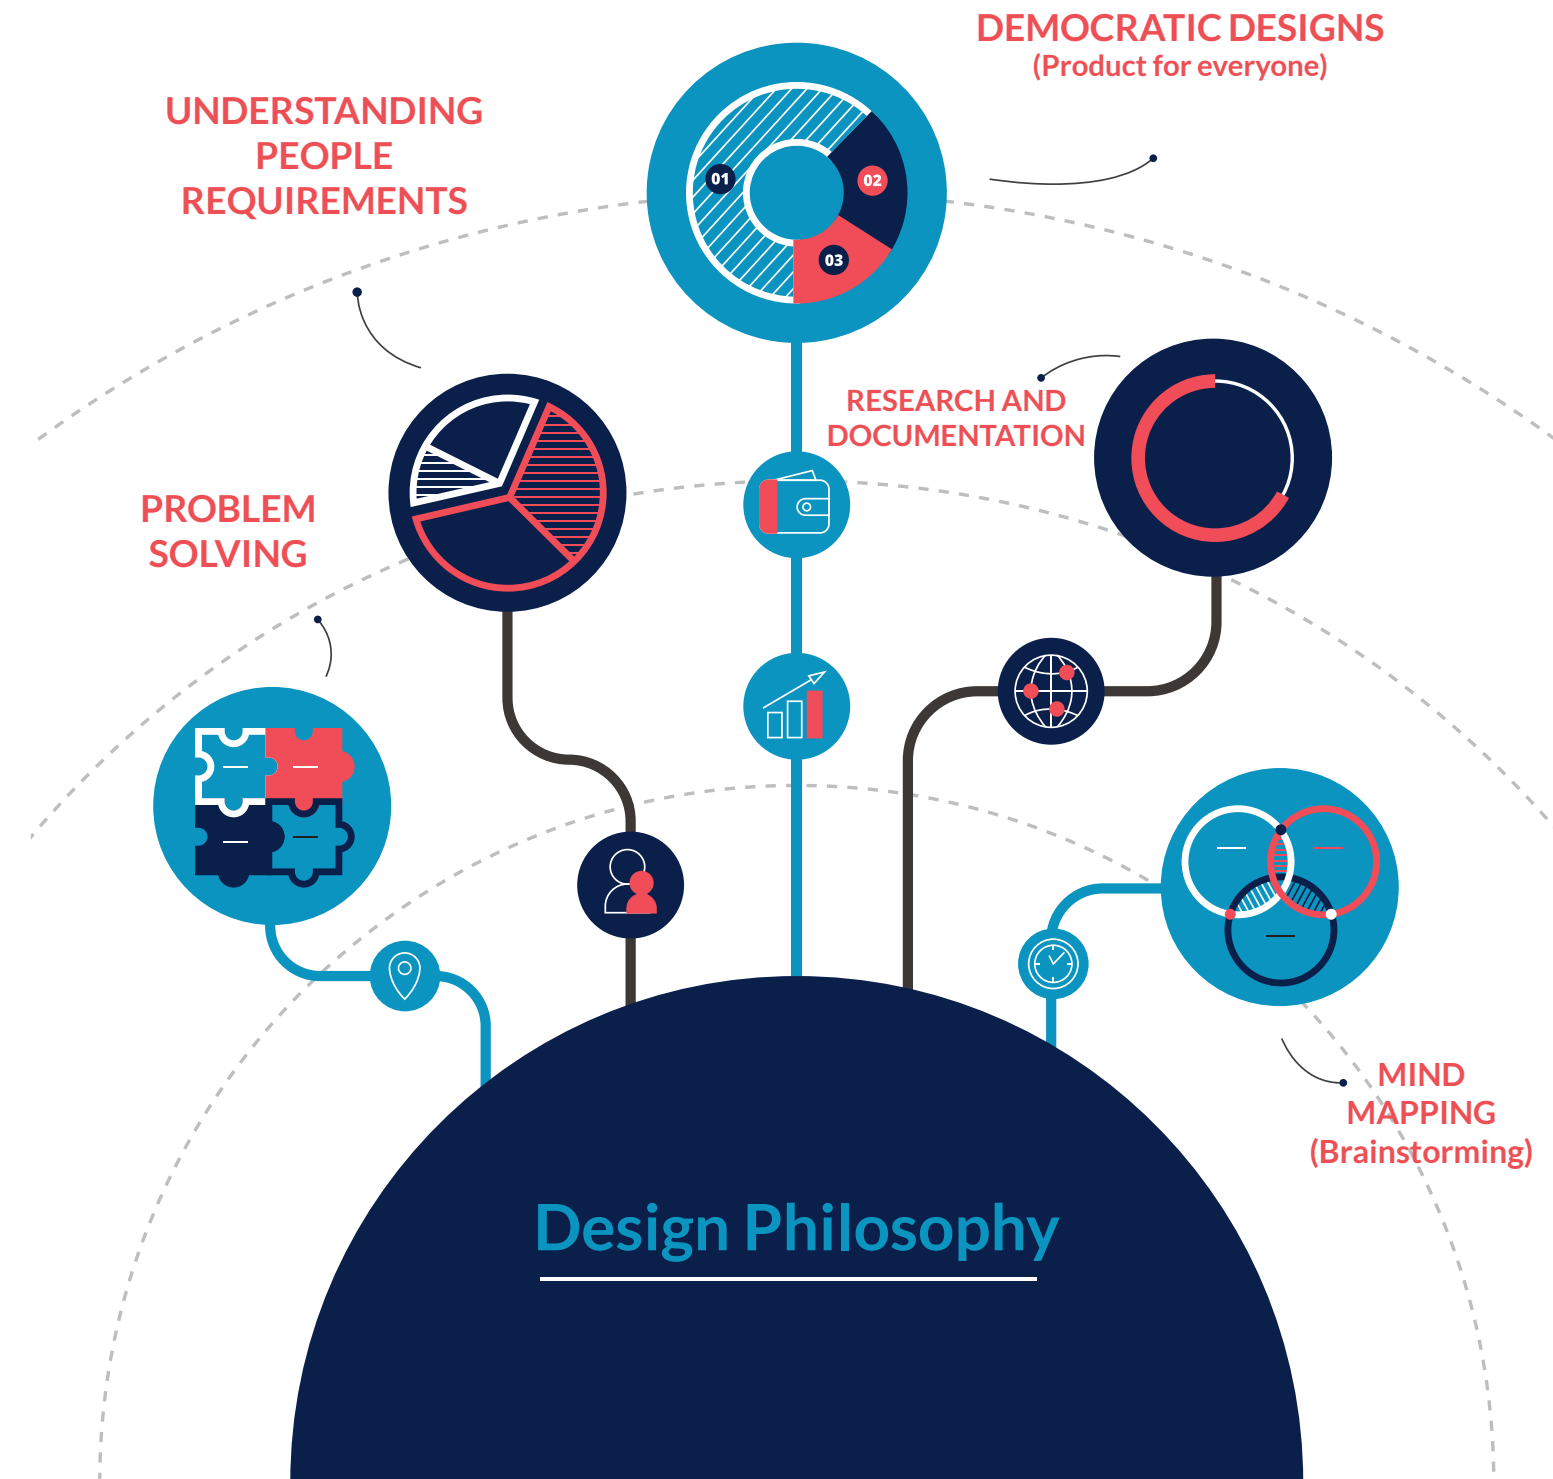 DEMOCRATIC DESIGNS
(Product for everyone)
UNDERSTANDING
PEOPLE
REQUIREMENTS
01
02
03
RESEARCH AND
DOCUMENTATION
PROBLEM
SOLVING
MIND
MAPPING
(Brainstorming)
Design Philosophy